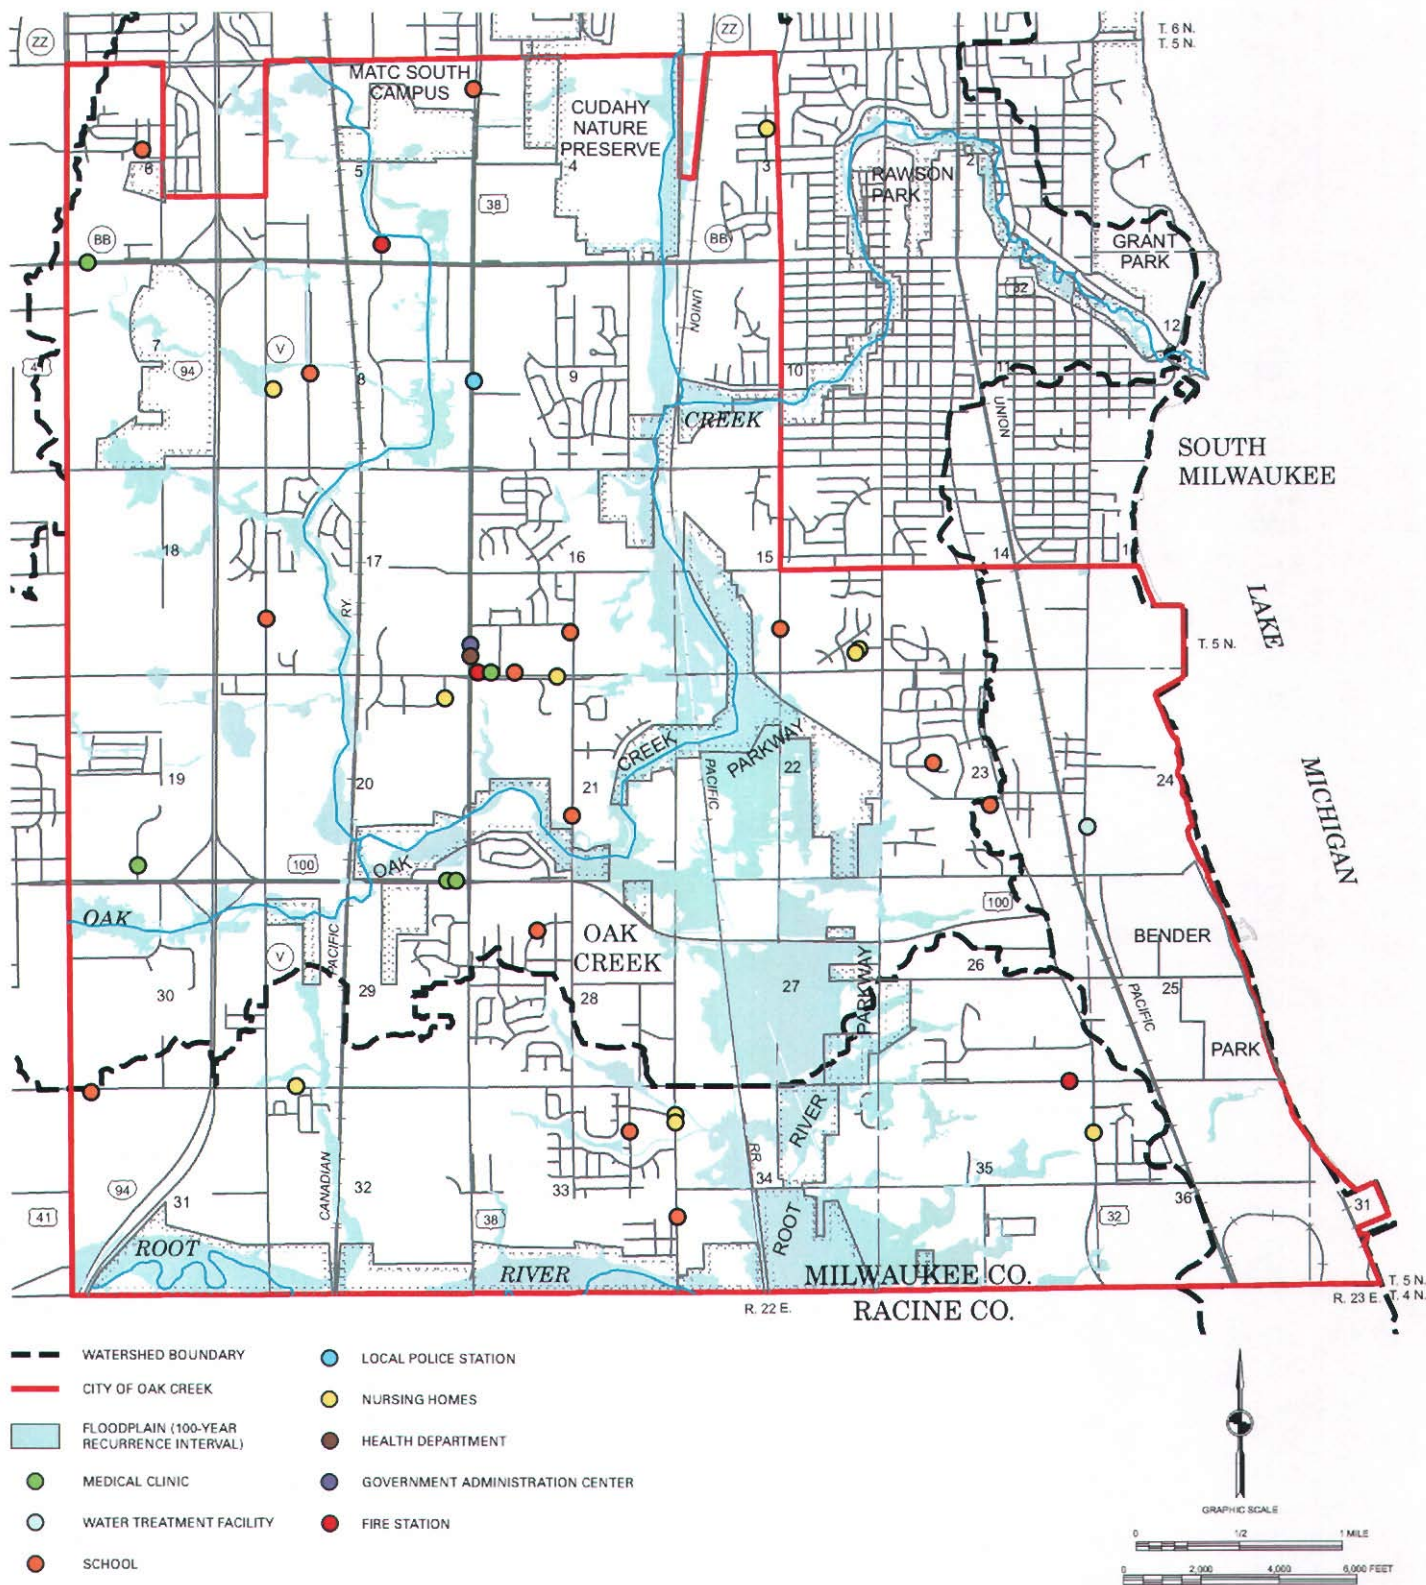 ZZ
ZZ
T. 6 N.
T. 5 N.
MATC SOUTH
CAMPUS
CUDAHY
NATURE
PRESERVE
6
5
4
3
2
RAWSON
PARK
38
BB
BB
GRANT
PARK
32
UNION
12
7
94
V
8
9
10
11
41
CREEK
UNION
SOUTH
MILWAUKEE
18
17
16
15
14
RY.
LAKE
T. 5 N.
CREEK
PARKWAY
PACIFIC
19
20
21
22
23
24
MICHIGAN
100
OAK
OAK
100
V
PACIFIC
OAK
CREEK
BENDER
30
29
28
27
26
25
PARKWAY
PACIFIC
PARK
RIVER
94
41
31
CANADIAN
32
38
33
RR
34
35
32
36
31
ROOT
ROOT
RIVER
MILWAUKEE CO.
RACINE CO.
R. 22 E.
R. 23 E.
T. 5 N.
T. 4 N.
WATERSHED BOUNDARY
CITY OF OAK CREEK
FLOODPLAIN (100-YEAR
RECURRENCE INTERVAL)
MEDICAL CLINIC
WATER TREATMENT FACILITY
SCHOOL
LOCAL POLICE STATION
NURSING HOMES
HEALTH DEPARTMENT
GOVERNMENT ADMINISTRATION CENTER
FIRE STATION
GRAPHIC SCALE
0 1/2 1 MILE
0 2,000 4,000 6,000 FEET